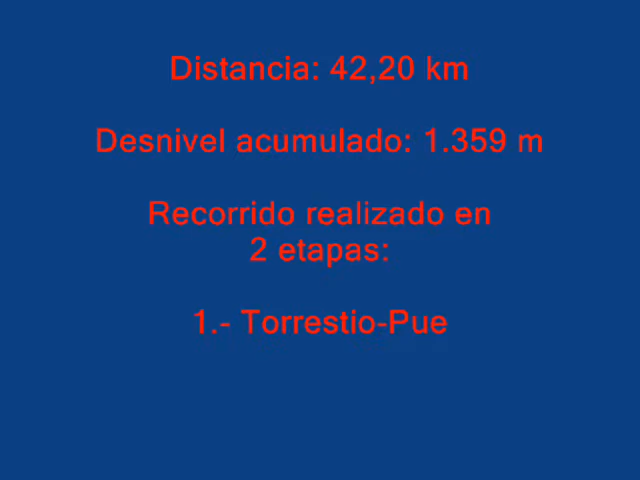 Distancia: 42,20 km
Desnivel acumulado: 1.359 m
Recorrido realizado en
2 etapas:
1.- Torrestio-Pue